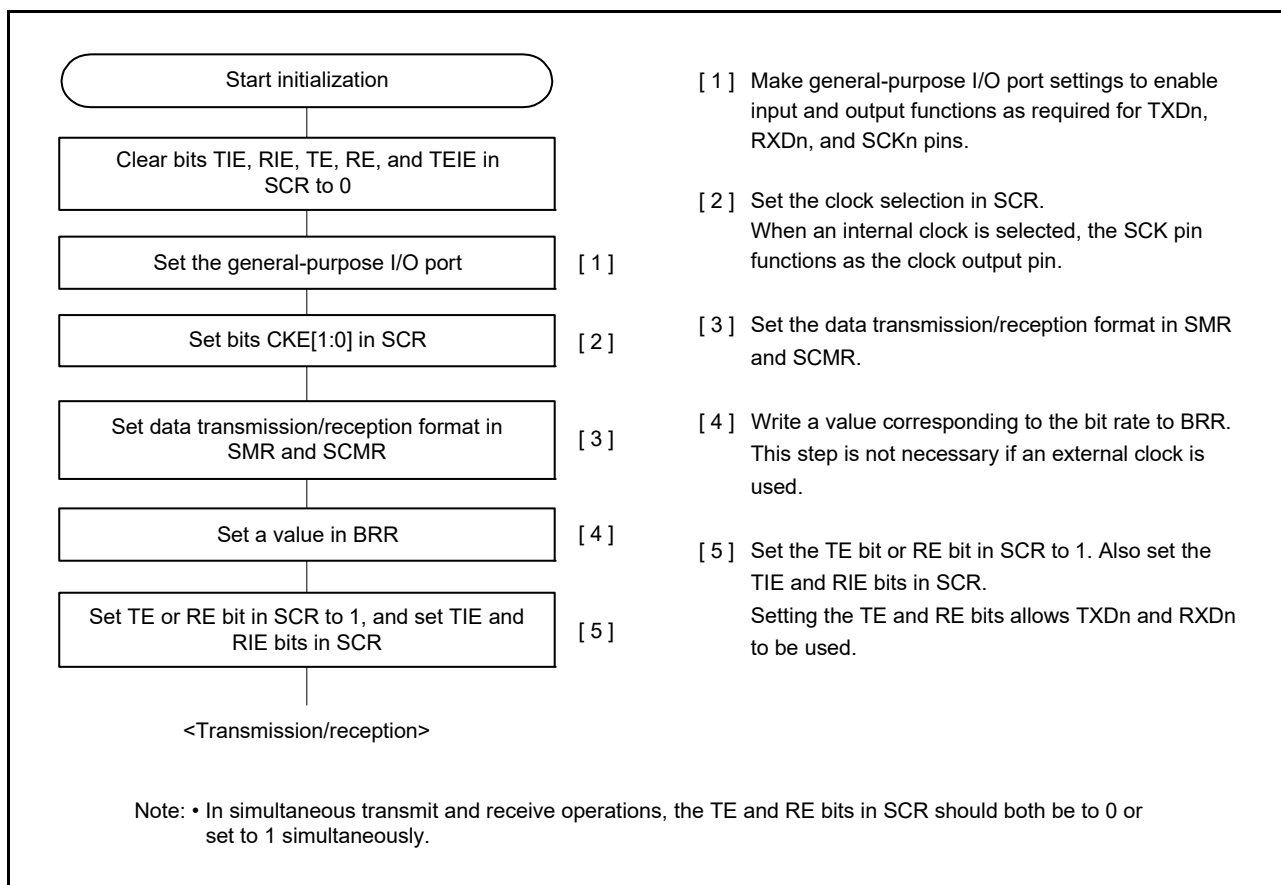 Start initialization
Clear bits TIE, RIE, TE, RE, and TEIE in
SCR to 0
Set the general-purpose I/O port
[ 1 ]
Set bits CKE[1:0] in SCR
[ 2 ]
Set data transmission/reception format in
SMR and SCMR
[ 3 ]
Set a value in BRR
[ 4 ]
Set TE or RE bit in SCR to 1, and set TIE and
RIE bits in SCR
[ 5 ]
<Transmission/reception>
[ 1 ] Make general-purpose I/O port settings to enable
input and output functions as required for TXDn,
RXDn, and SCKn pins.
[ 2 ] Set the clock selection in SCR.
When an internal clock is selected, the SCK pin
functions as the clock output pin.
[ 3 ] Set the data transmission/reception format in SMR
and SCMR.
[ 4 ] Write a value corresponding to the bit rate to BRR.
This step is not necessary if an external clock is
used.
[ 5 ] Set the TE bit or RE bit in SCR to 1. Also set the
TIE and RIE bits in SCR.
Setting the TE and RE bits allows TXDn and RXDn
to be used.
Note: • In simultaneous transmit and receive operations, the TE and RE bits in SCR should both be to 0 or
set to 1 simultaneously.